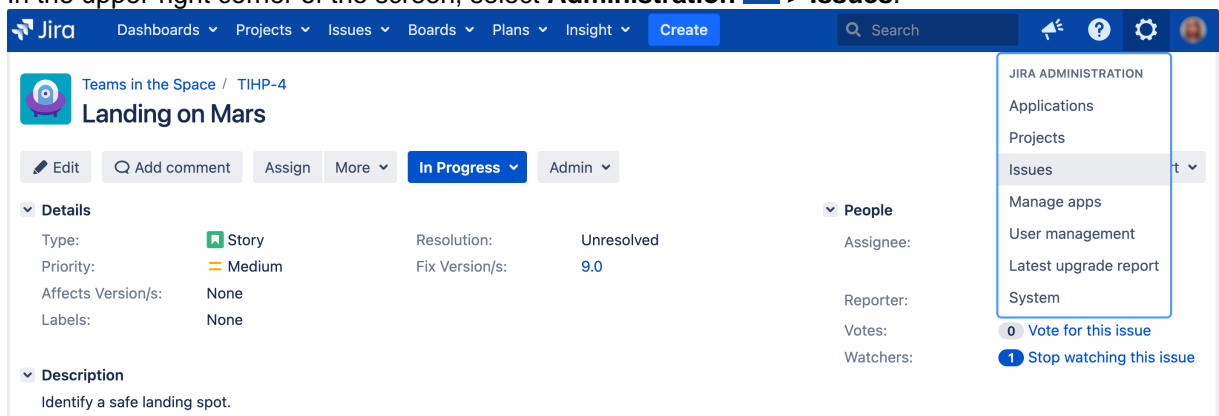 In the upper-right corner of the screen, select Administration > Issues.
Jira Dashboards Projects Issues Boards Plans Insight Create Search
Teams in the Space / TIHP-4
Landing on Mars
JIRA ADMINISTRATION
Applications
Projects
Issues
Manage apps
User management
Latest upgrade report
System
Edit Add comment Assign More In Progress Admin
Details
Type: Story Resolution: Unresolved
Priority: Medium Fix Version/s: 9.0
Affects Version/s: None
Labels: None
People
Assignee:
Reporter:
Votes: 0 Vote for this issue
Watchers: 1 Stop watching this issue
Description
Identify a safe landing spot.